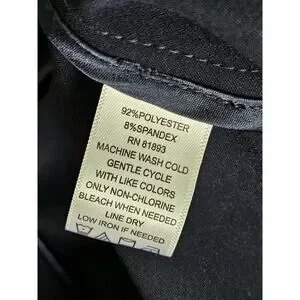 92%POLYESTER
8%SPANDEX
RN 81893
MACHINE WASH COLD
GENTLE CYCLE
WITH LIKE COLORS
ONLY NON-CHLORINE
BLEACH WHEN NEEDED
LINE DRY
LOW IRON IF NEEDED